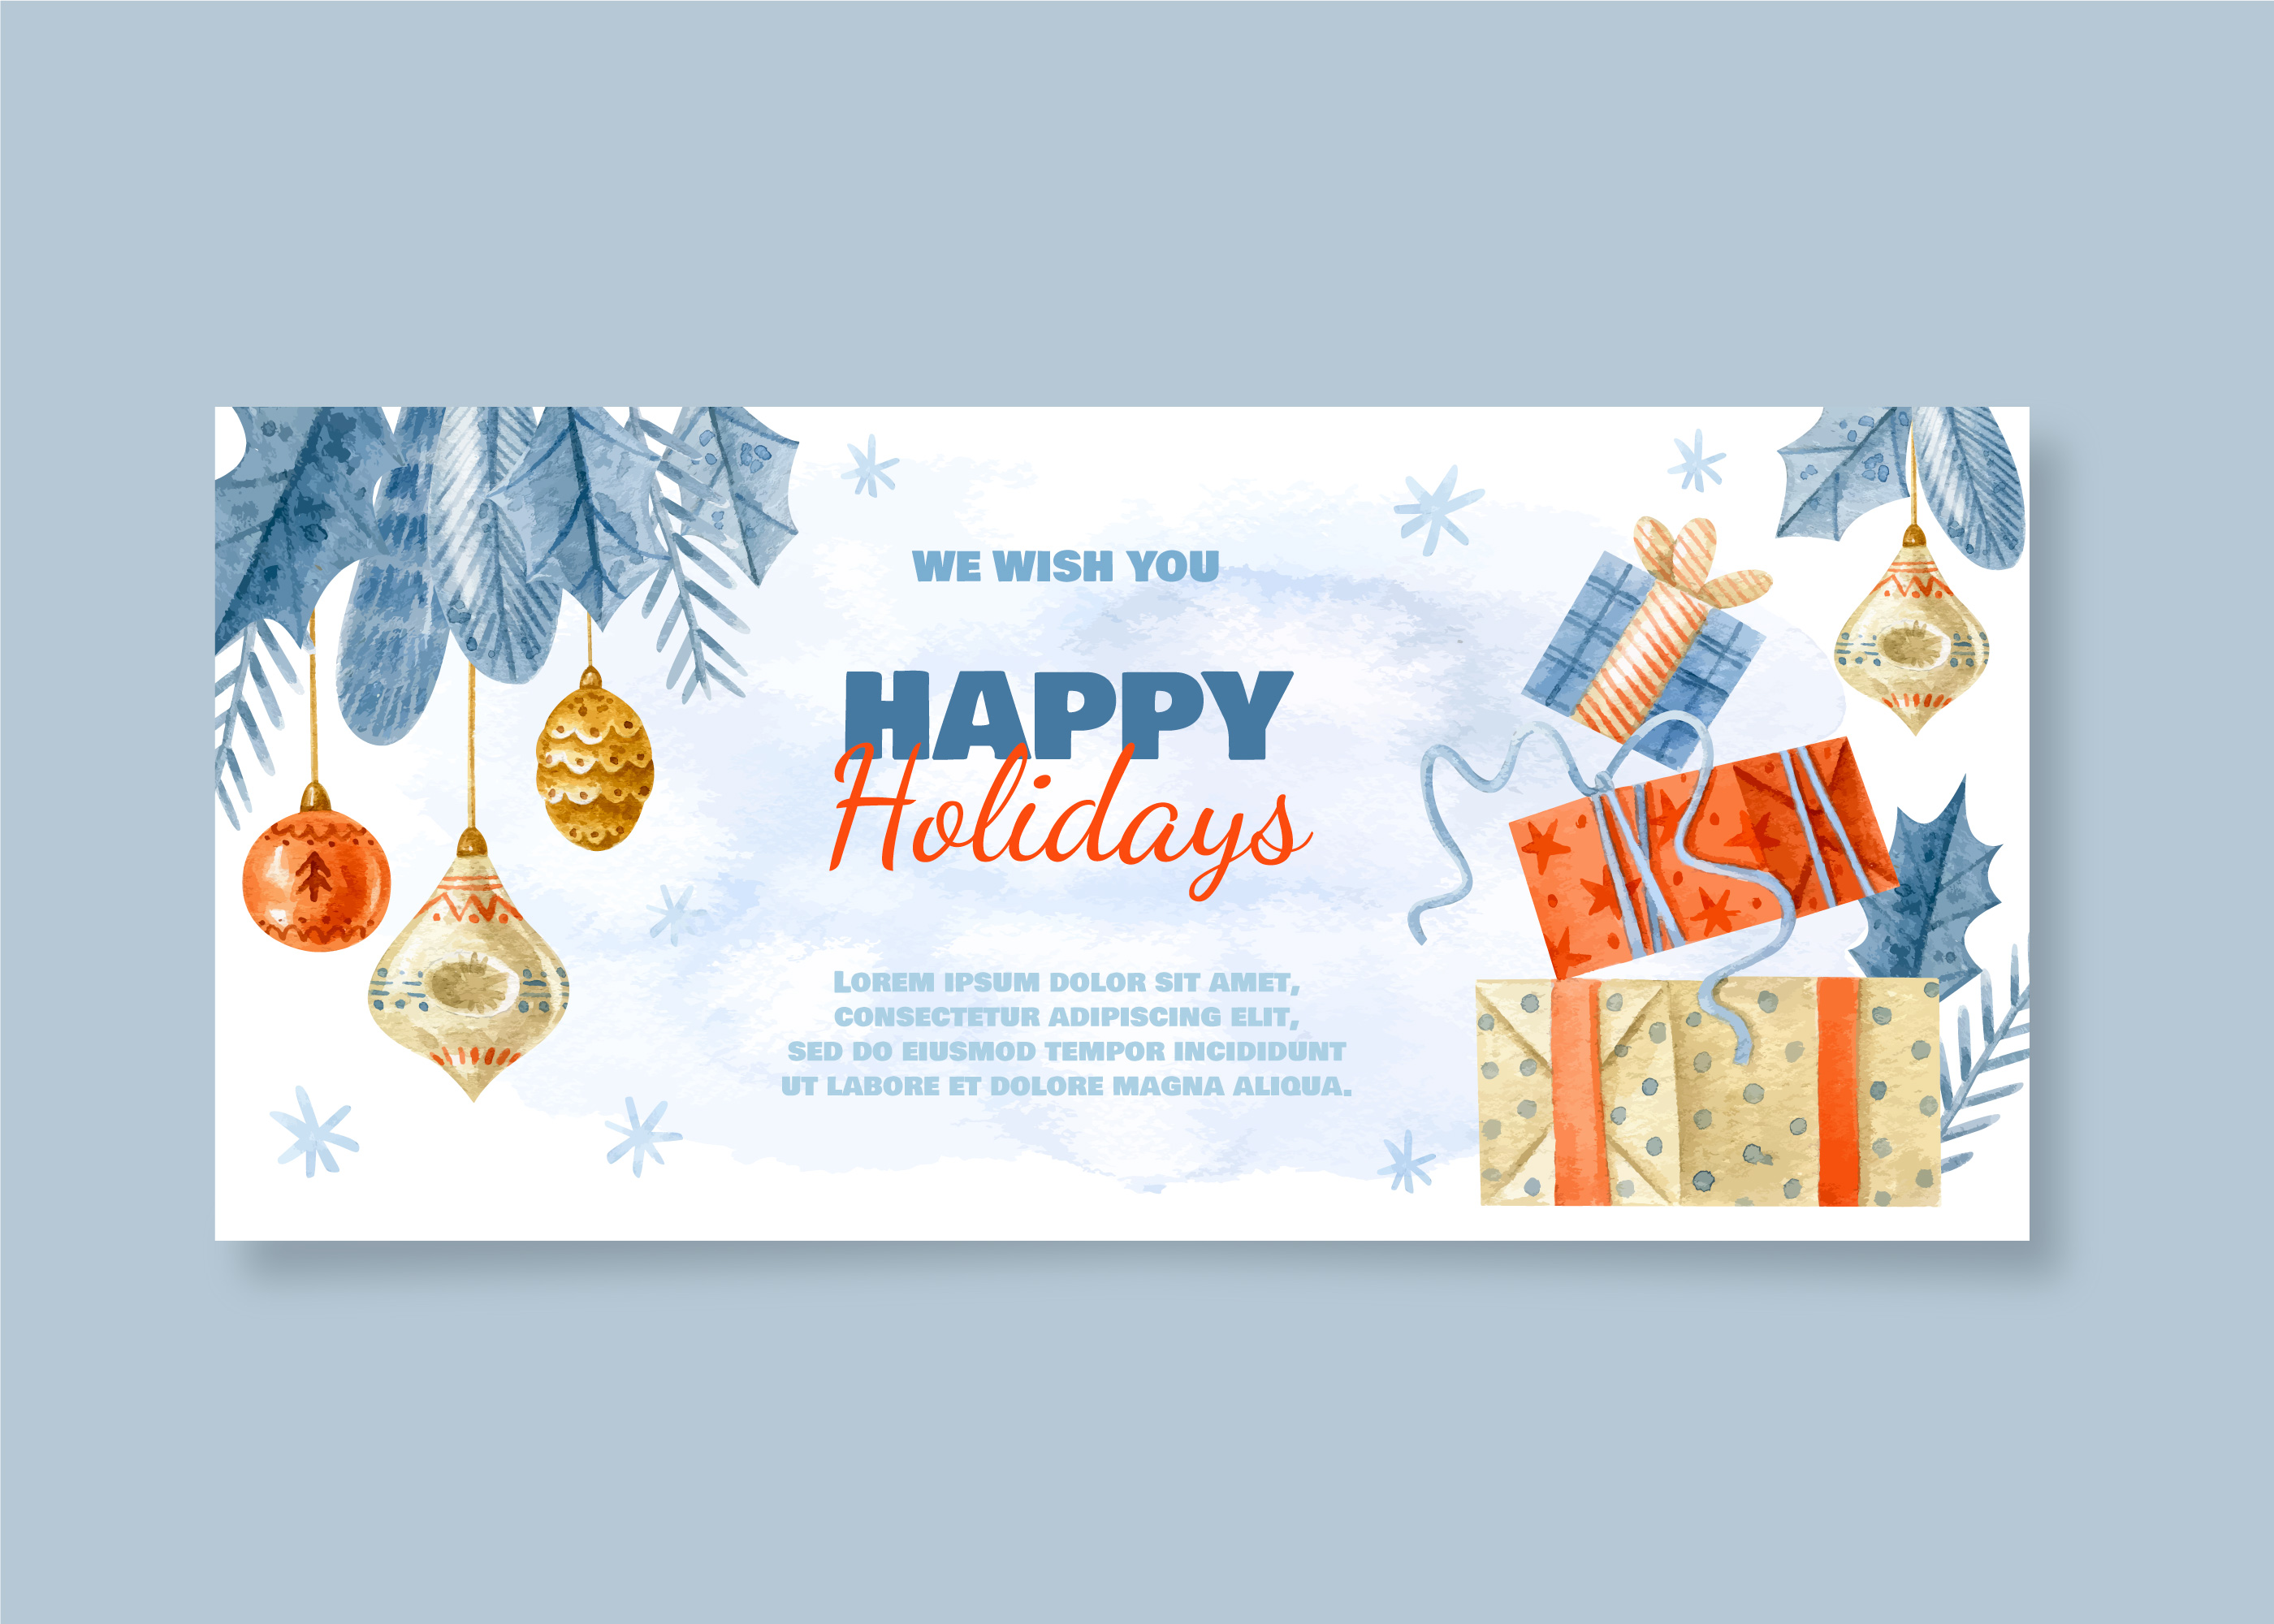 WE WISH YOU
HAPPY
Holidays
LOREM IPSUM DOLOR SIT AMET,
CONSECTETUR ADIPISCING ELIT,
SED DO EIUSMOD TEMPOR INCIDIDUNT
UT LABORE ET DOLORE MAGNA ALIQUA.